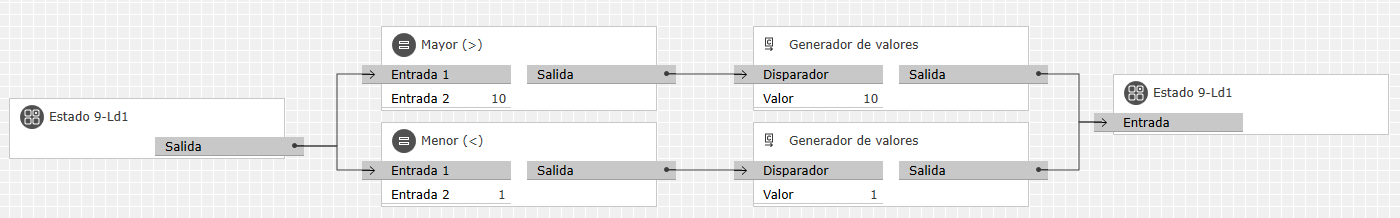 Estado 9-Ld1
Salida
Mayor (>)
Entrada 1 Salida
Entrada 2 10
Menor (<)
Entrada 1 Salida
Entrada 2 1
Generador de valores
Disparador Salida
Valor 10
Generador de valores
Disparador Salida
Valor 1
Estado 9-Ld1
Entrada